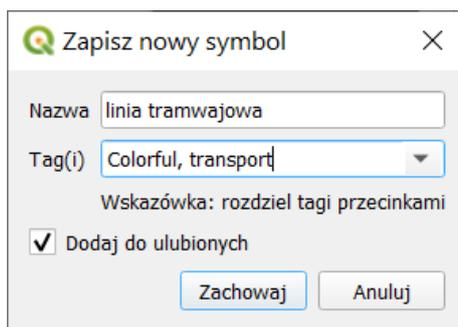 Zapisz nowy symbol
Nazwa linia tramwajowa
Tag(i) Colorful, transport
Wskazówka: rozdziel tagi przecinkami
Dodaj do ulubionych
Zachowaj Anuluj